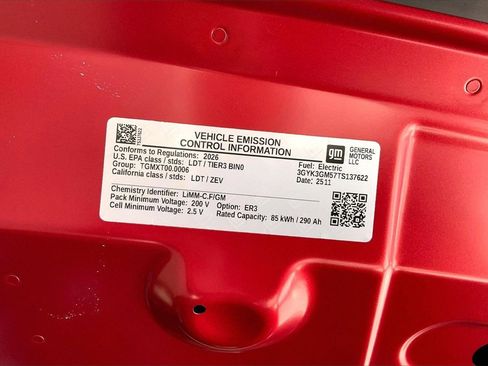 VEHICLE EMISSION
CONTROL INFORMATION
gm
GENERAL
MOTORS
LLC
Conforms to Regulations: 2026
U.S. EPA class / stds: LDT / TIER3 BIN0
Group: TGMXT00.0006
California class / stds: LDT / ZEV
Fuel: Electric
3GYK3GM57TS137622
Date: 25 11
Chemistry Identifier: LiMM-C.F/GM
Pack Minimum Voltage: 200 V Option: ER3
Cell Minimum Voltage: 2.5 V Rated Capacity: 85 kWh / 290 Ah